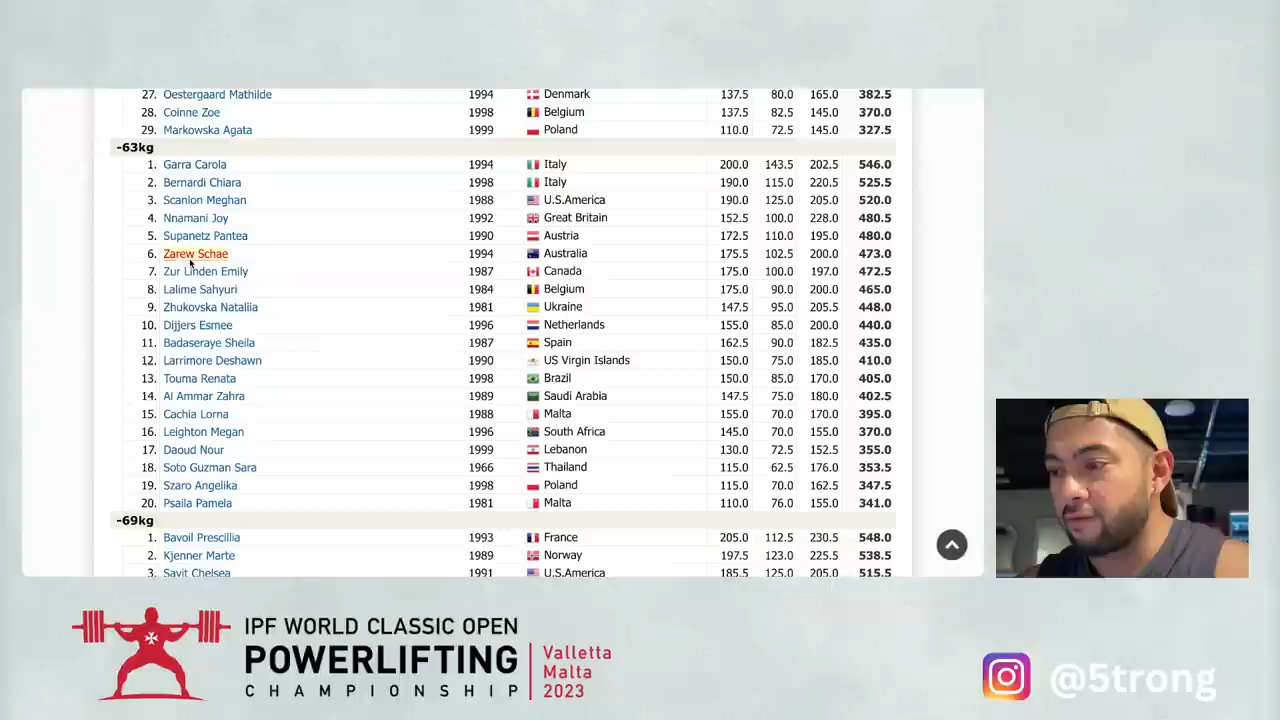 27. Oestergaard Mathilde 1994 Denmark 137.5 80.0 165.0 382.5
28. Coinne Zoe 1998 Belgium 137.5 82.5 145.0 370.0
29. Markowska Agata 1999 Poland 110.0 72.5 145.0 327.5
-63kg
1. Garra Carola 1994 Italy 200.0 143.5 202.5 546.0
2. Bernardi Chiara 1998 Italy 190.0 115.0 220.5 525.5
3. Scanlon Meghan 1988 U.S.America 190.0 125.0 205.0 520.0
4. Nnamani Joy 1992 Great Britain 152.5 100.0 228.0 480.5
5. Supanetz Pantea 1990 Austria 172.5 110.0 195.0 480.0
6. Zarew Schae 1994 Australia 175.5 102.5 200.0 473.0
7. Zur Linden Emily 1987 Canada 175.0 100.0 197.0 472.5
8. Lalime Sahyuri 1984 Belgium 175.0 90.0 200.0 465.0
9. Zhukovska Nataliia 1981 Ukraine 147.5 95.0 205.5 448.0
10. Dijjers Esmee 1996 Netherlands 155.0 85.0 200.0 440.0
11. Badaseraye Sheila 1987 Spain 162.5 90.0 182.5 435.0
12. Larrimore Deshawn 1990 US Virgin Islands 150.0 75.0 185.0 410.0
13. Touma Renata 1998 Brazil 150.0 85.0 170.0 405.0
14. Al Ammar Zahra 1989 Saudi Arabia 147.5 75.0 180.0 402.5
15. Cachia Lorna 1988 Malta 155.0 70.0 170.0 395.0
16. Leighton Megan 1996 South Africa 145.0 70.0 155.0 370.0
17. Daoud Nour 1999 Lebanon 130.0 72.5 152.5 355.0
18. Soto Guzman Sara 1966 Thailand 115.0 62.5 176.0 353.5
19. Szaro Angelika 1998 Poland 115.0 70.0 162.5 347.5
20. Psaila Pamela 1981 Malta 110.0 76.0 155.0 341.0
-69kg
1. Bavoil Prescillia 1993 France 205.0 112.5 230.5 548.0
2. Kjenner Marte 1989 Norway 197.5 123.0 225.5 538.5
3. Savit Chelsea 1991 U.S.America 185.5 125.0 205.0 515.5
IPF WORLD CLASSIC OPEN
POWERLIFTING
CHAMPIONSHIP
Valletta
Malta
2023
@5trong